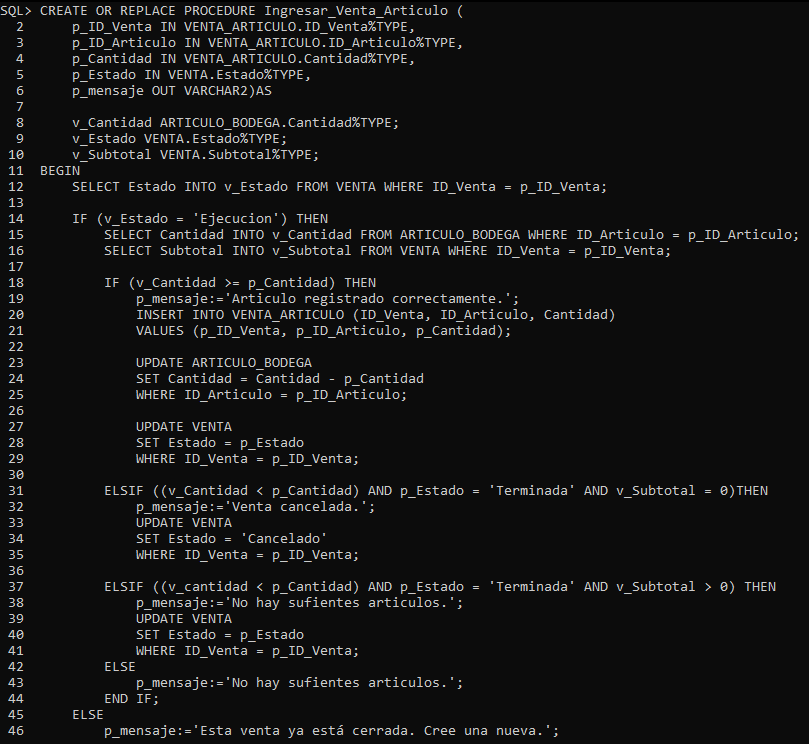 SQL> CREATE OR REPLACE PROCEDURE Ingresar_Venta_Articulo (
  2      p_ID_Venta IN VENTA_ARTICULO.ID_Venta%TYPE,
  3      p_ID_Articulo IN VENTA_ARTICULO.ID_Articulo%TYPE,
  4      p_Cantidad IN VENTA_ARTICULO.Cantidad%TYPE,
  5      p_Estado IN VENTA.Estado%TYPE,
  6      p_mensaje OUT VARCHAR2)AS
  7
  8      v_Cantidad ARTICULO_BODEGA.Cantidad%TYPE;
  9      v_Estado VENTA.Estado%TYPE;
 10      v_Subtotal VENTA.Subtotal%TYPE;
 11  BEGIN
 12      SELECT Estado INTO v_Estado FROM VENTA WHERE ID_Venta = p_ID_Venta;
 13
 14      IF (v_Estado = 'Ejecucion') THEN
 15          SELECT Cantidad INTO v_Cantidad FROM ARTICULO_BODEGA WHERE ID_Articulo = p_ID_Articulo;
 16          SELECT Subtotal INTO v_Subtotal FROM VENTA WHERE ID_Venta = p_ID_Venta;
 17
 18          IF (v_Cantidad >= p_Cantidad) THEN
 19              p_mensaje:='Articulo registrado correctamente.';
 20              INSERT INTO VENTA_ARTICULO (ID_Venta, ID_Articulo, Cantidad)
 21              VALUES (p_ID_Venta, p_ID_Articulo, p_Cantidad);
 22
 23              UPDATE ARTICULO_BODEGA
 24              SET Cantidad = Cantidad - p_Cantidad
 25              WHERE ID_Articulo = p_ID_Articulo;
 26
 27              UPDATE VENTA
 28              SET Estado = p_Estado
 29              WHERE ID_Venta = p_ID_Venta;
 30
 31          ELSIF ((v_Cantidad < p_Cantidad) AND p_Estado = 'Terminada' AND v_Subtotal = 0)THEN
 32              p_mensaje:='Venta cancelada.';
 33              UPDATE VENTA
 34              SET Estado = 'Cancelado'
 35              WHERE ID_Venta = p_ID_Venta;
 36
 37          ELSIF ((v_cantidad < p_Cantidad) AND p_Estado = 'Terminada' AND v_Subtotal > 0) THEN
 38              p_mensaje:='No hay sufientes articulos.';
 39              UPDATE VENTA
 40              SET Estado = p_Estado
 41              WHERE ID_Venta = p_ID_Venta;
 42          ELSE
 43              p_mensaje:='No hay sufientes articulos.';
 44          END IF;
 45      ELSE
 46          p_mensaje:='Esta venta ya está cerrada. Cree una nueva.';